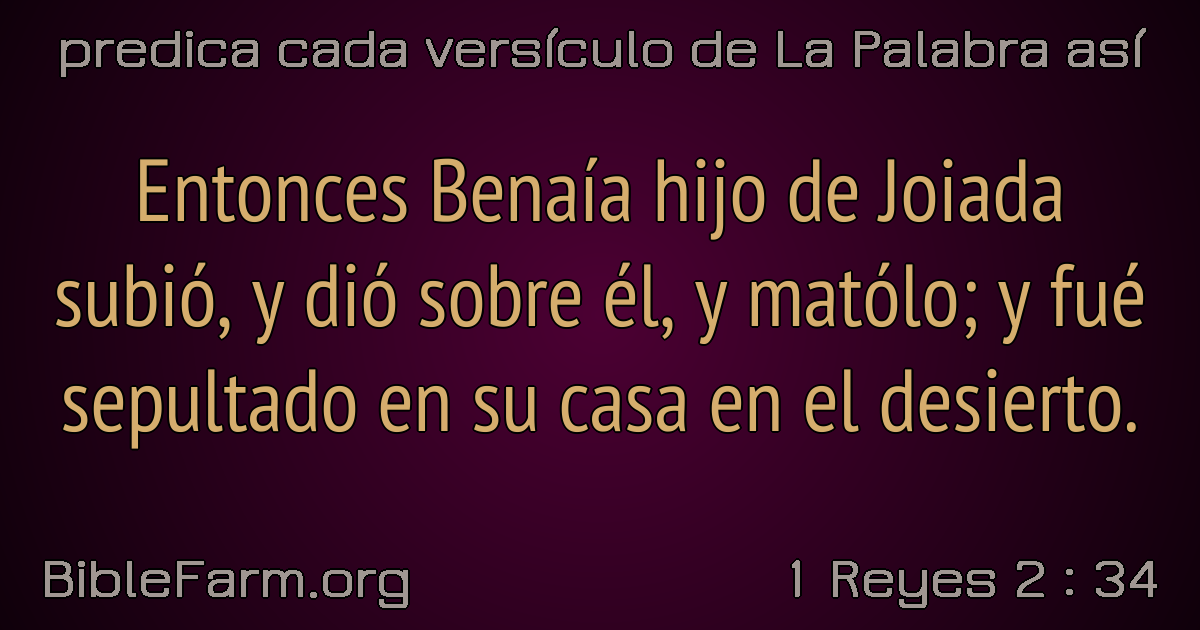 predica cada versículo de La Palabra así
Entonces Benaía hijo de Joiada
subió, y dió sobre él, y matólo; y fué
sepultado en su casa en el desierto.
BibleFarm.org
1 Reyes 2 : 34